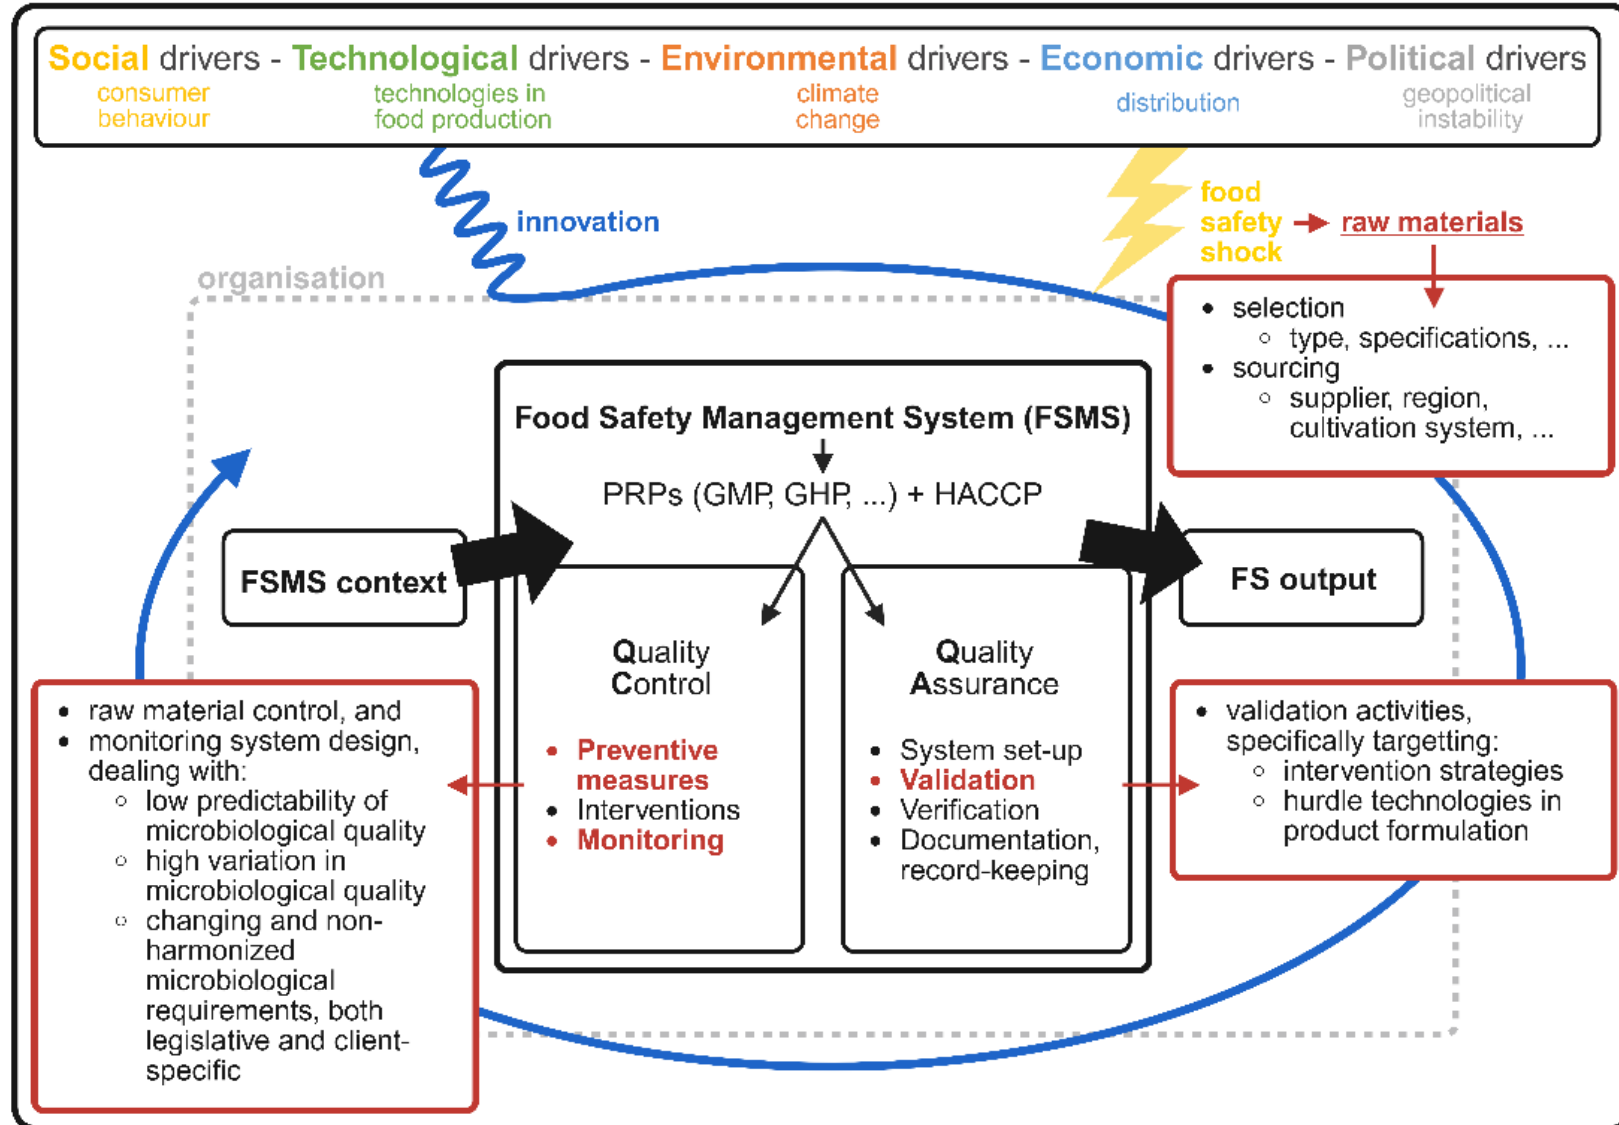 Social drivers - Technological drivers - Environmental drivers - Economic drivers - Political drivers
consumer
behaviour
technologies in
food production
climate
change
distribution
geopolitical
instability
innovation
food
safety
shock
raw materials
organisation
• selection
○ type, specifications, ...
• sourcing
○ supplier, region,
cultivation system, ...
Food Safety Management System (FSMS)
PRPs (GMP, GHP, ...) + HACCP
FSMS context
FS output
Quality
Control
• Preventive
measures
• Interventions
• Monitoring
Quality
Assurance
• System set-up
• Validation
• Verification
• Documentation,
record-keeping
• raw material control, and
• monitoring system design,
dealing with:
○ low predictability of
microbiological quality
○ high variation in
microbiological quality
○ changing and non-
harmonized
microbiological
requirements, both
legislative and client-
specific
• validation activities,
specifically targetting:
○ intervention strategies
○ hurdle technologies in
product formulation